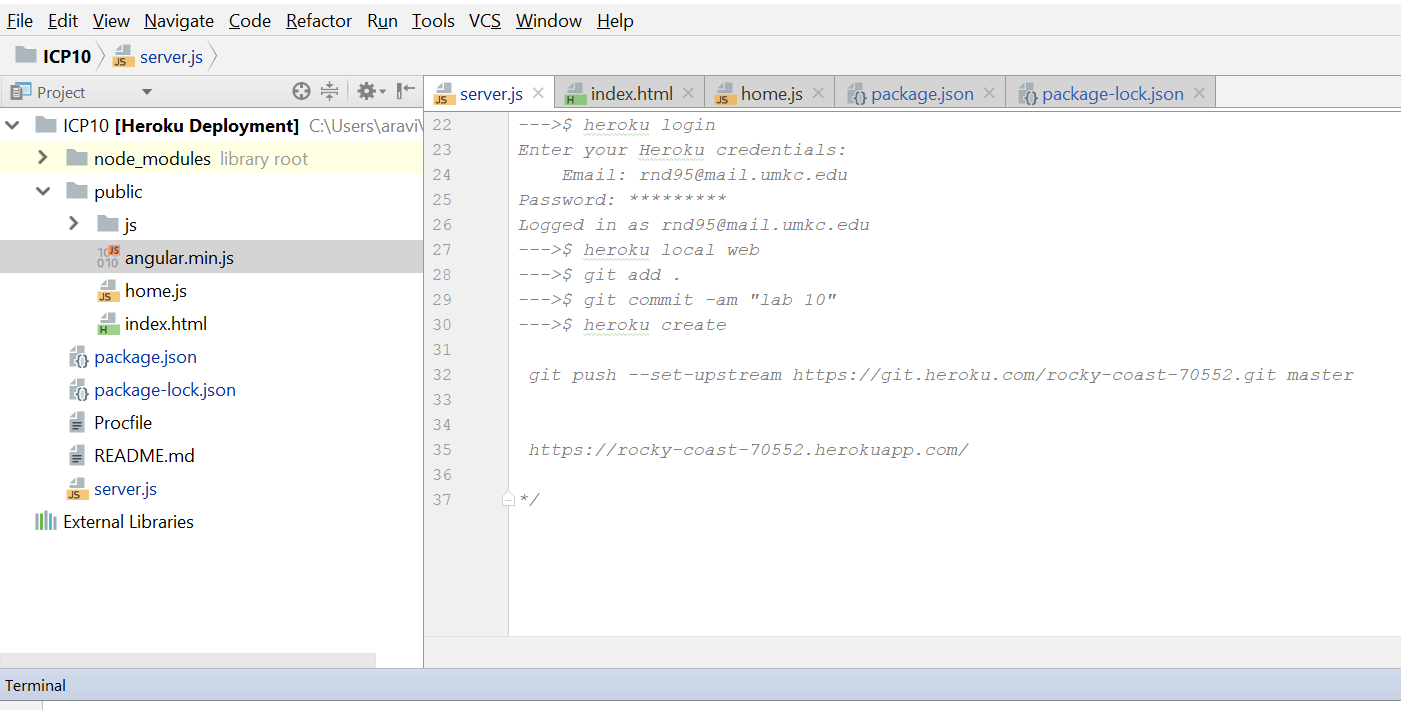 File Edit View Navigate Code Refactor Run Tools VCS Window Help
ICP10 server.js
Project
server.js index.html home.js package.json package-lock.json
ICP10 [Heroku Deployment] C:\Users\aravi\
node_modules library root
public
js
angular.min.js
home.js
index.html
package.json
package-lock.json
Procfile
README.md
server.js
External Libraries
22 --->$ heroku login
23 Enter your Heroku credentials:
24 Email: rnd95@mail.umkc.edu
25 Password: *********
26 Logged in as rnd95@mail.umkc.edu
27 --->$ heroku local web
28 --->$ git add .
29 --->$ git commit -am "lab 10"
30 --->$ heroku create
31
32 git push --set-upstream https://git.heroku.com/rocky-coast-70552.git master
33
34
35 https://rocky-coast-70552.herokuapp.com/
36
37 */
Terminal